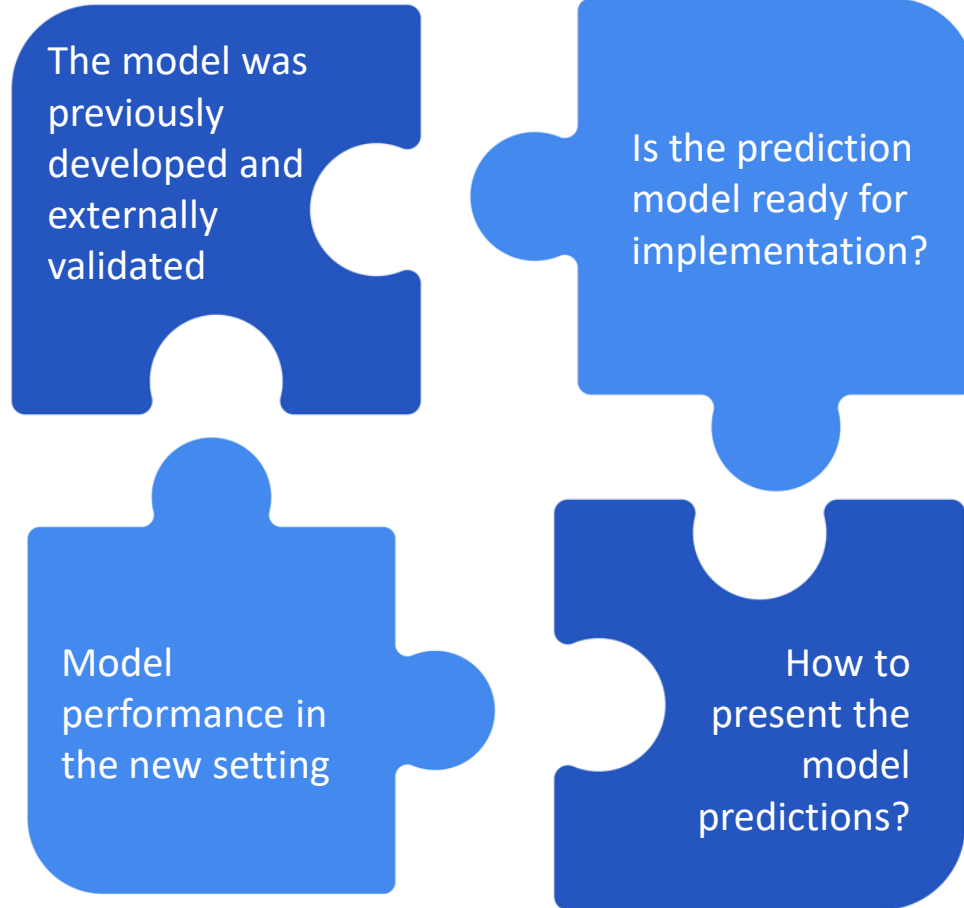 The model was
previously
developed and
externally
validated
Is the prediction
model ready for
implementation?
Model
performance in
the new setting
How to
present the
model
predictions?